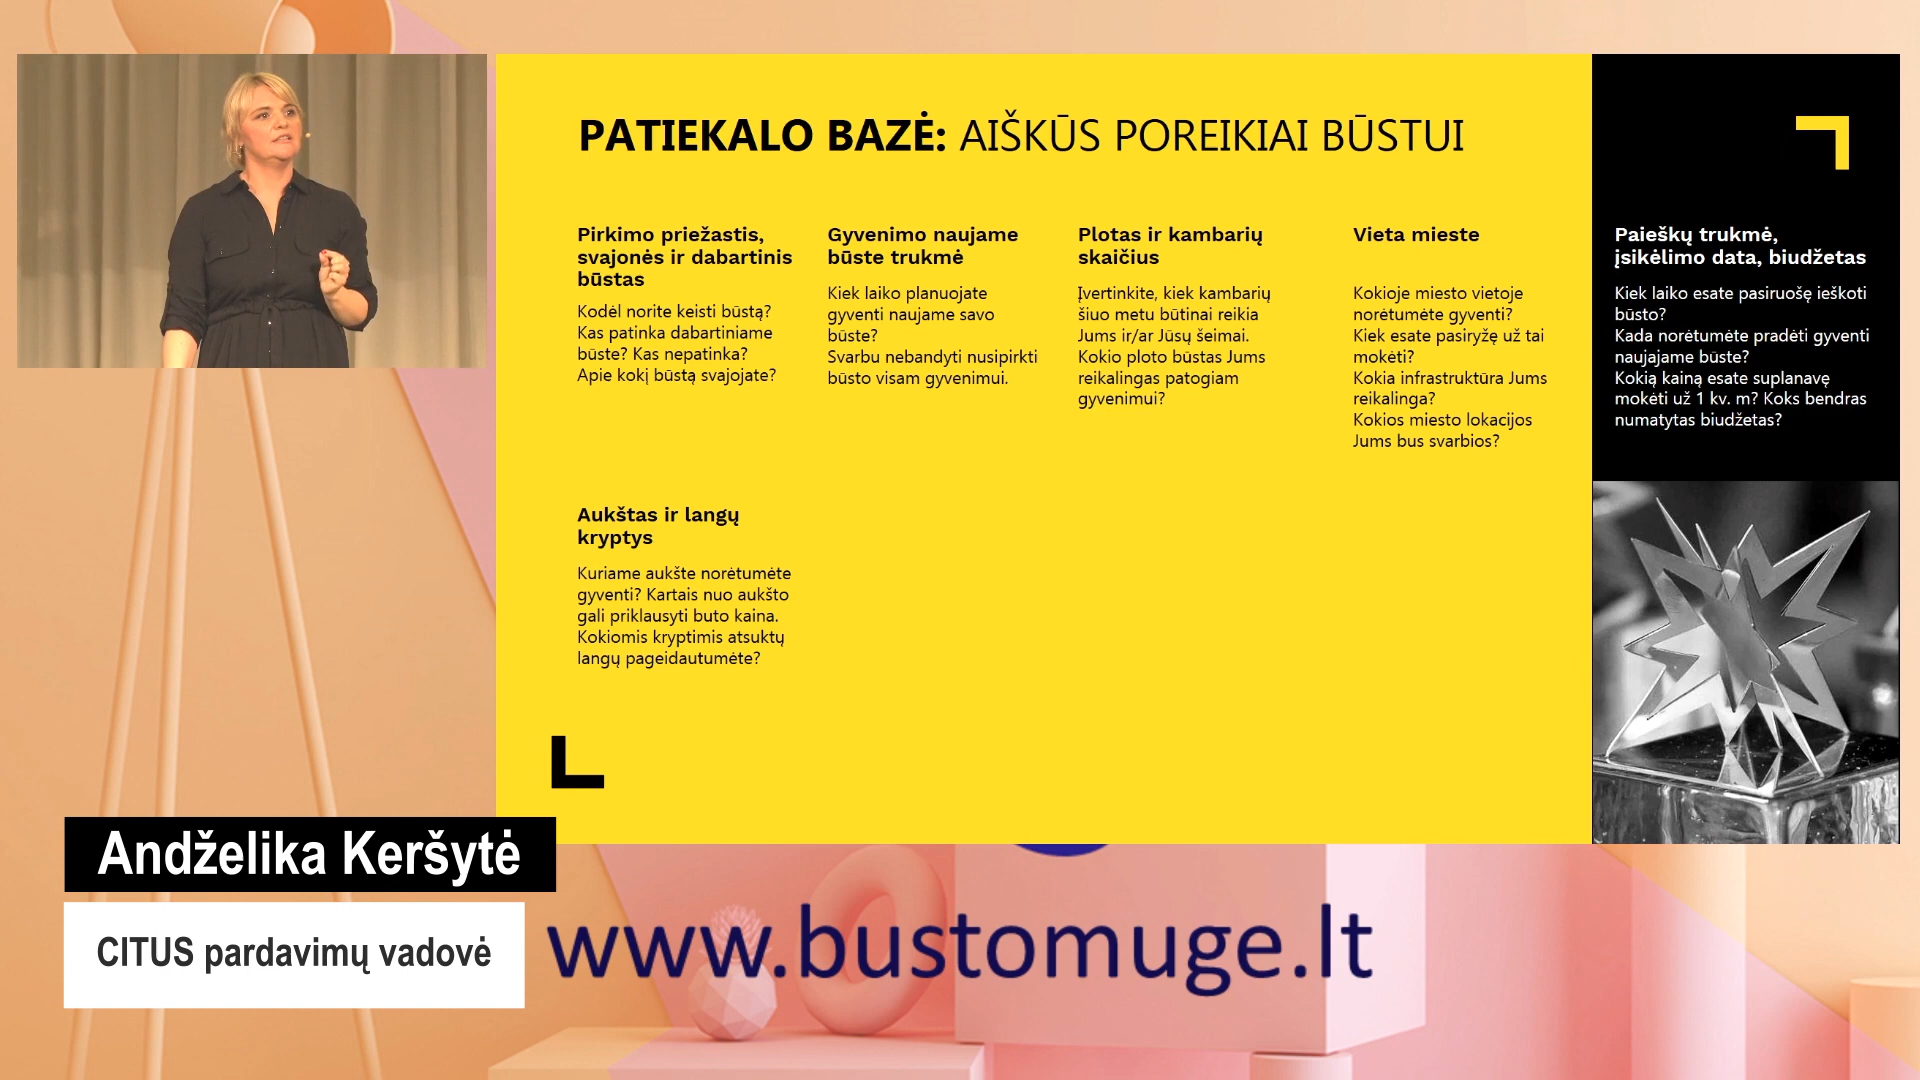 PATIEKALO BAZĖ: AIŠKŪS POREIKIAI BŪSTUI
Pirkimo priežastis,
svajonės ir dabartinis
būstas
Kodėl norite keisti būstą?
Kas patinka dabartiniame
būste? Kas nepatinka?
Apie kokį būstą svajojate?
Gyvenimo naujame
būste trukmė
Kiek laiko planuojate
gyventi naujame savo
būste?
Svarbu nebandyti nusipirkti
būsto visam gyvenimui.
Plotas ir kambarių
skaičius
Įvertinkite, kiek kambarių
šiuo metu būtinai reikia
Jums ir/ar Jūsų šeimai.
Kokio ploto būstas Jums
reikalingas patogiam
gyvenimui?
Vieta mieste
Kokioje miesto vietoje
norėtumėte gyventi?
Kiek esate pasiryžę už tai
mokėti?
Kokia infrastruktūra Jums
reikalinga?
Kokios miesto lokacijos
Jums bus svarbios?
Paieškų trukmė,
įsikėlimo data, biudžetas
Kiek laiko esate pasiruošę ieškoti
būsto?
Kada norėtumėte pradėti gyventi
naujajame būste?
Kokią kainą esate suplanavę
mokėti už 1 kv. m? Koks bendras
numatytas biudžetas?
Aukštas ir langų
kryptys
Kuriame aukšte norėtumėte
gyventi? Kartais nuo aukšto
gali priklausyti buto kaina.
Kokiomis kryptimis atsuktų
langų pageidautumėte?
Andželika Keršytė
CITUS pardavimų vadovė
www.bustomuge.lt